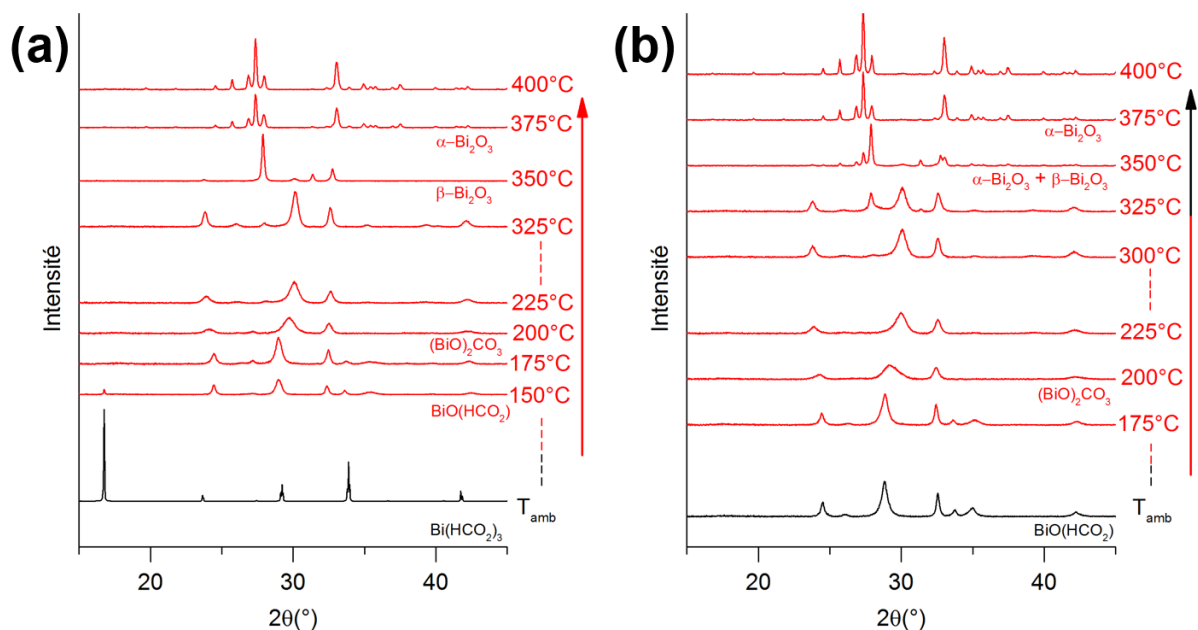 (a)
400°C
375°C
α-Bi₂O₃
350°C
β-Bi₂O₃
325°C
225°C
200°C
(BiO)₂CO₃
175°C
150°C
BiO(HCO₂)
T_amb
Bi(HCO₂)₃
Intensité
20 30 40
2θ(°)
(b)
400°C
375°C
α-Bi₂O₃
350°C
α-Bi₂O₃ + β-Bi₂O₃
325°C
300°C
225°C
200°C
(BiO)₂CO₃
175°C
T_amb
BiO(HCO₂)
Intensité
20 30 40
2θ(°)